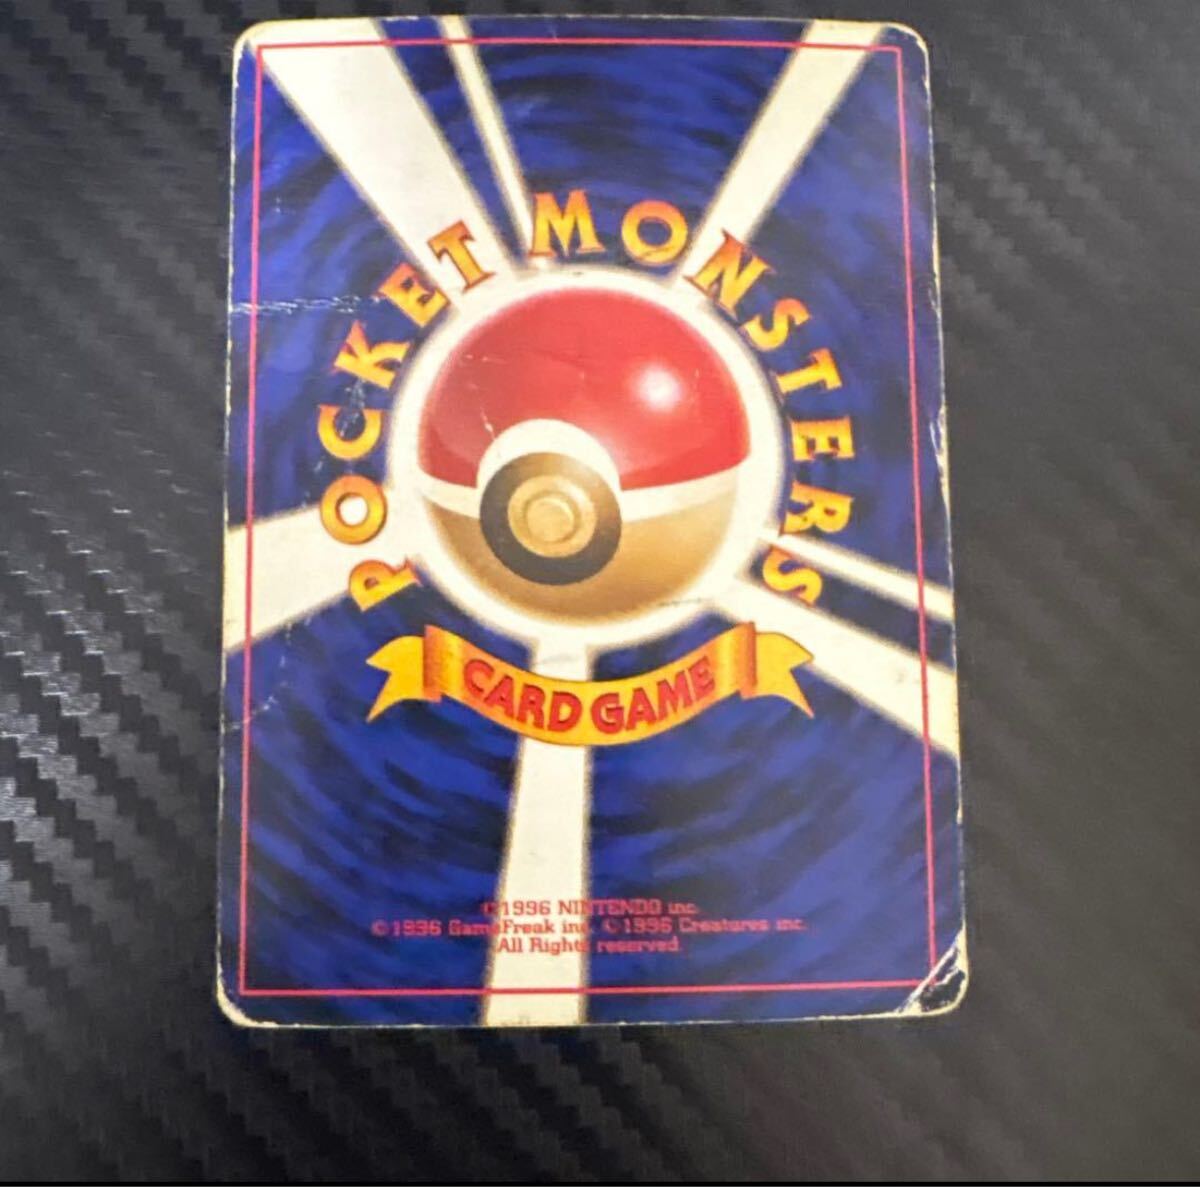 POCKET MONSTERS
CARD GAME
©1996 NINTENDO inc.
©1996 GameFreak inc. ©1996 Creatures inc.
All Rights reserved.